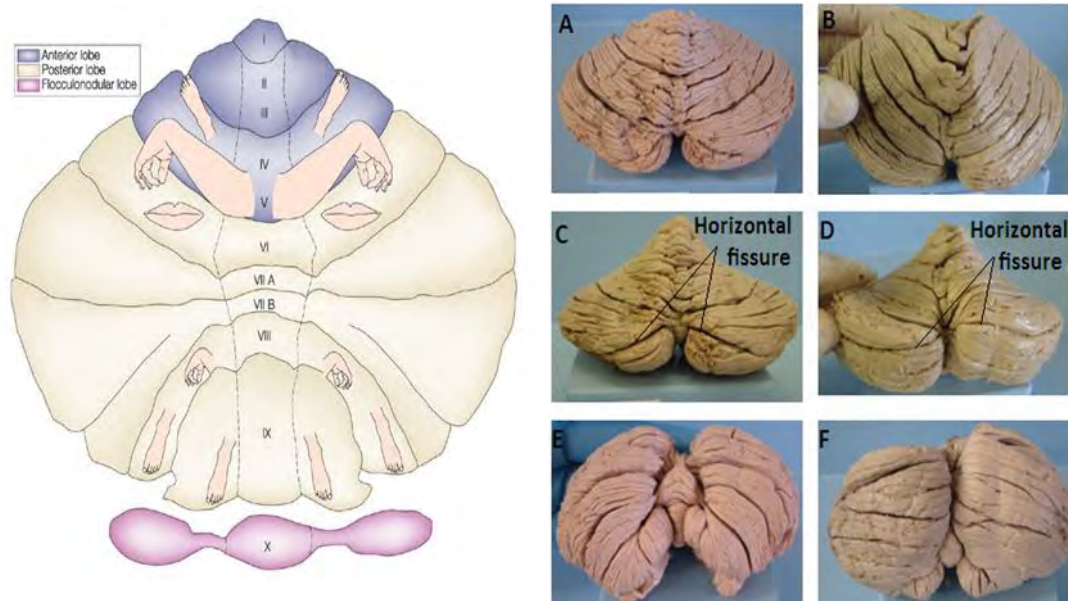 Anterior lobe
Posterior lobe
Flocculonodular lobe
I
II
III
IV
V
VI
VII A
VII B
VIII
IX
X
A
B
C
Horizontal
fissure
D
Horizontal
fissure
E
F